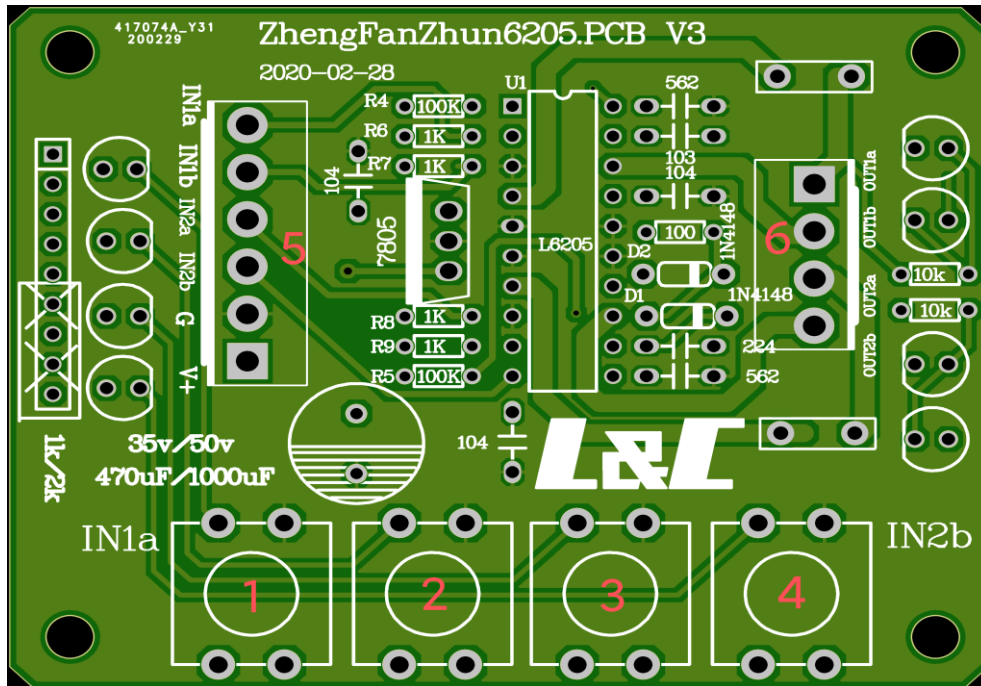 417074A_Y31
200229
ZhengFanZhun6205.PCB V3
2020-02-28
IN1a
IN1b
IN2a
IN2b
G
V+
5
1k/2k
104
R4 100K
R6 1K
R7 1K
7805
R8 1K
R9 1K
R5 100K
U1
L6205
562
103
104
100
D2
1N4148
D1
1N4148
224
562
6
OUT1a
OUT1b
OUT2a
OUT2b
10k
10k
35v/50v
470uF/1000uF
104
L&C
IN1a
1
2
3
4
IN2b